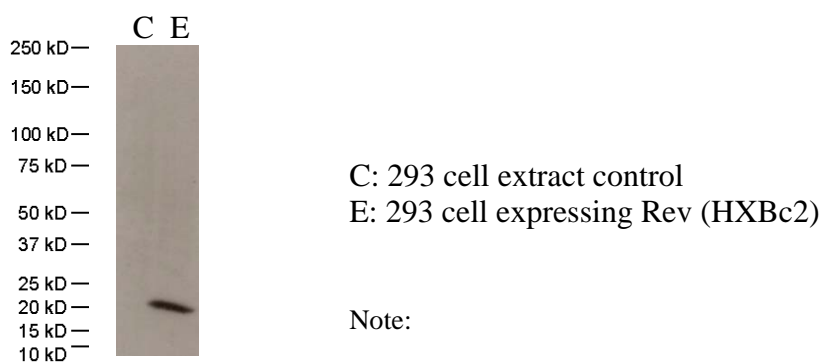 C E
250 kD
150 kD
100 kD
75 kD
50 kD
37 kD
25 kD
20 kD
15 kD
10 kD
C: 293 cell extract control
E: 293 cell expressing Rev (HXBc2)
Note: